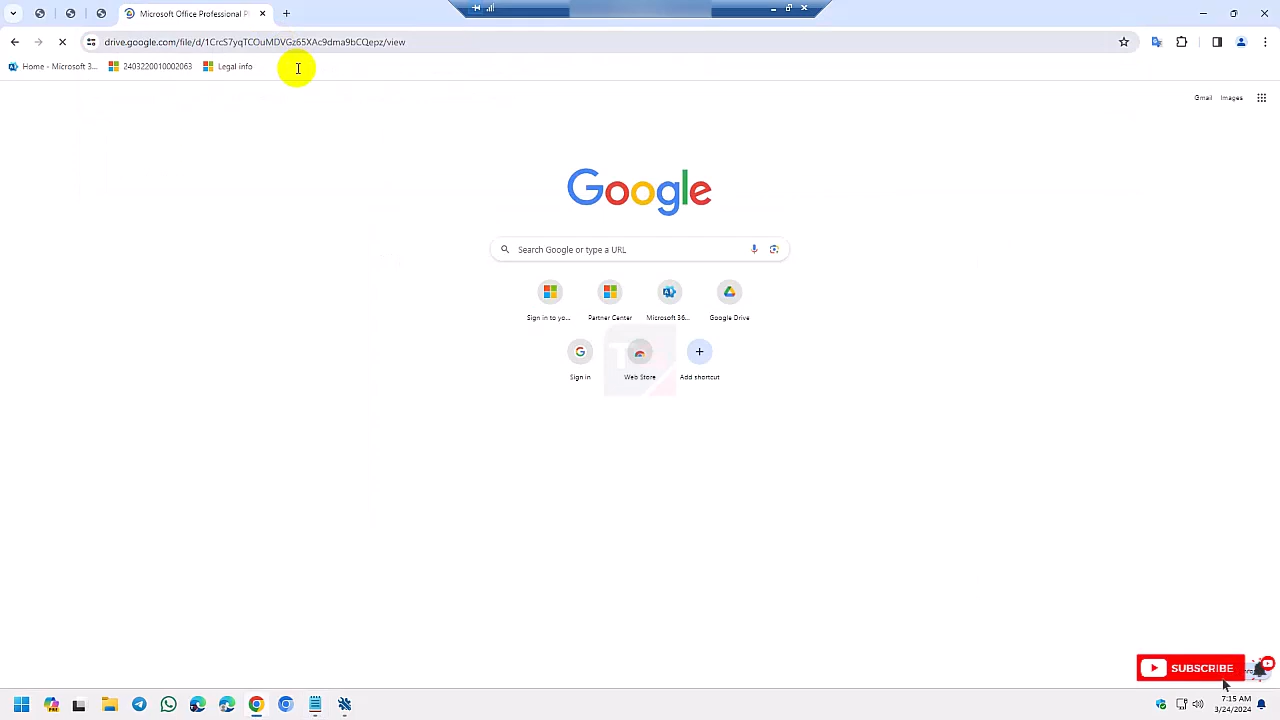 Microsoft Office Professional Pl
drive.google.com/file/d/1CrcS7yqTCOuMDVGz65XAc9dma9bCQepz/view
Home - Microsoft 3...
2403220010002063
Legal info
Gmail
Images
Google
Search Google or type a URL
Sign in to yo...
Partner Center
Microsoft 36...
Google Drive
Sign in
Web Store
Add shortcut
SUBSCRIBE
7:15 AM
3/24/2024